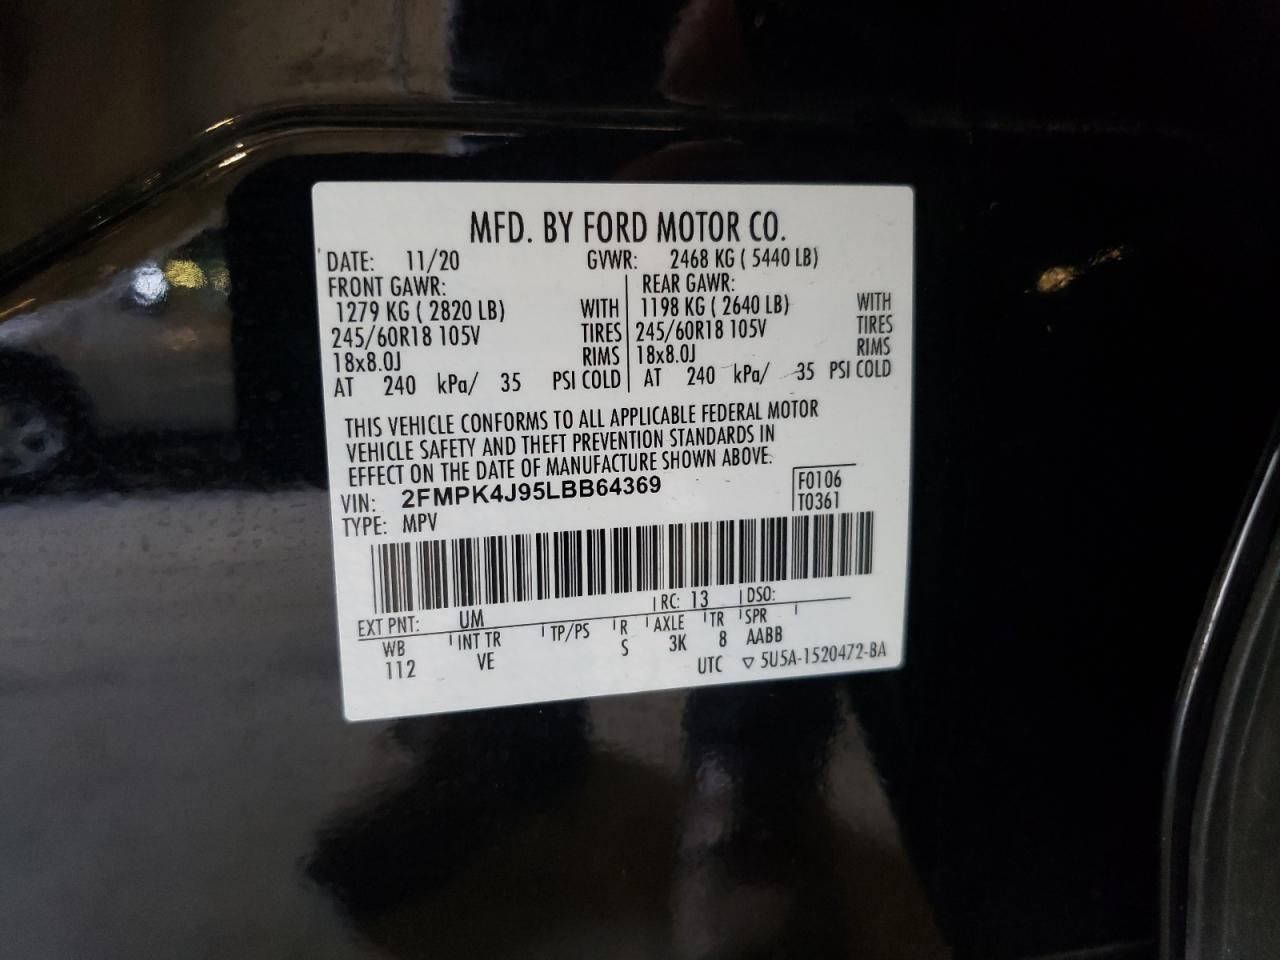 MFD. BY FORD MOTOR CO.
DATE: 11/20 GVWR: 2468 KG ( 5440 LB)
FRONT GAWR: REAR GAWR:
1279 KG ( 2820 LB) WITH 1198 KG ( 2640 LB) WITH
245/60R18 105V TIRES 245/60R18 105V TIRES
18x8.0J RIMS 18x8.0J RIMS
AT 240 kPa/ 35 PSI COLD AT 240 kPa/ 35 PSI COLD
THIS VEHICLE CONFORMS TO ALL APPLICABLE FEDERAL MOTOR
VEHICLE SAFETY AND THEFT PREVENTION STANDARDS IN
EFFECT ON THE DATE OF MANUFACTURE SHOWN ABOVE.
VIN: 2FMPK4J95LBB64369 F0106
TYPE: MPV T0361
EXT PNT: UM RC: 13 DSO:
WB INT TR TP/PS R AXLE TR SPR
112 VE S 3K 8 AABB
UTC ▽ 5U5A-1520472-BA